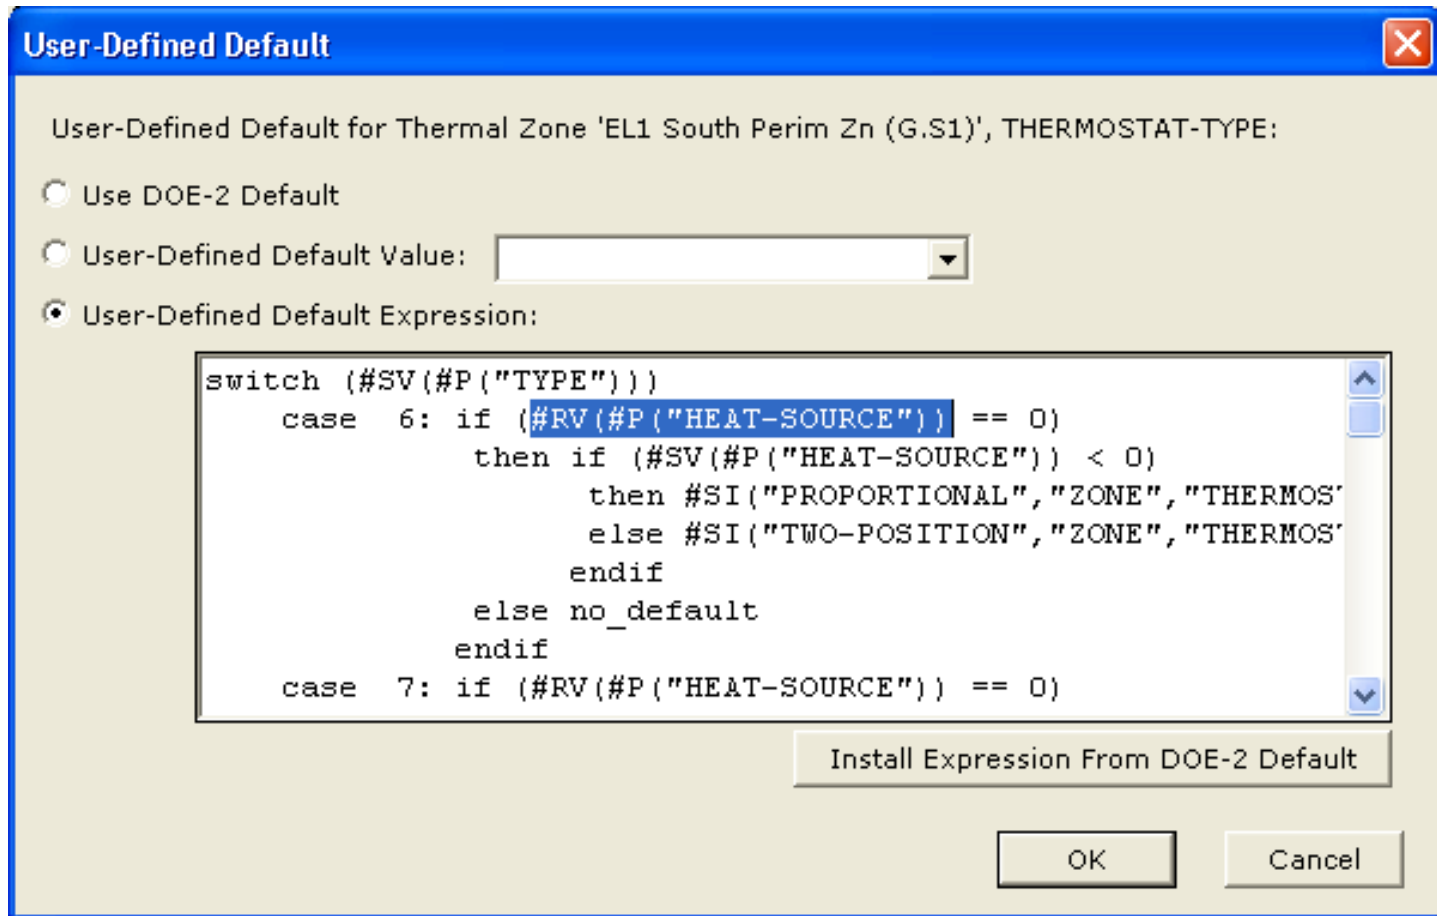 User-Defined Default
User-Defined Default for Thermal Zone 'EL1 South Perim Zn (G.S1)', THERMOSTAT-TYPE:
Use DOE-2 Default
User-Defined Default Value:
User-Defined Default Expression:
switch (#SV(#P("TYPE")))
case 6: if (#RV(#P("HEAT-SOURCE")) == 0)
then if (#SV(#P("HEAT-SOURCE")) < 0)
then #SI("PROPORTIONAL","ZONE","THERMOS
else #SI("TWO-POSITION","ZONE","THERMOS
endif
else no_default
endif
case 7: if (#RV(#P("HEAT-SOURCE")) == 0)
Install Expression From DOE-2 Default
OK Cancel